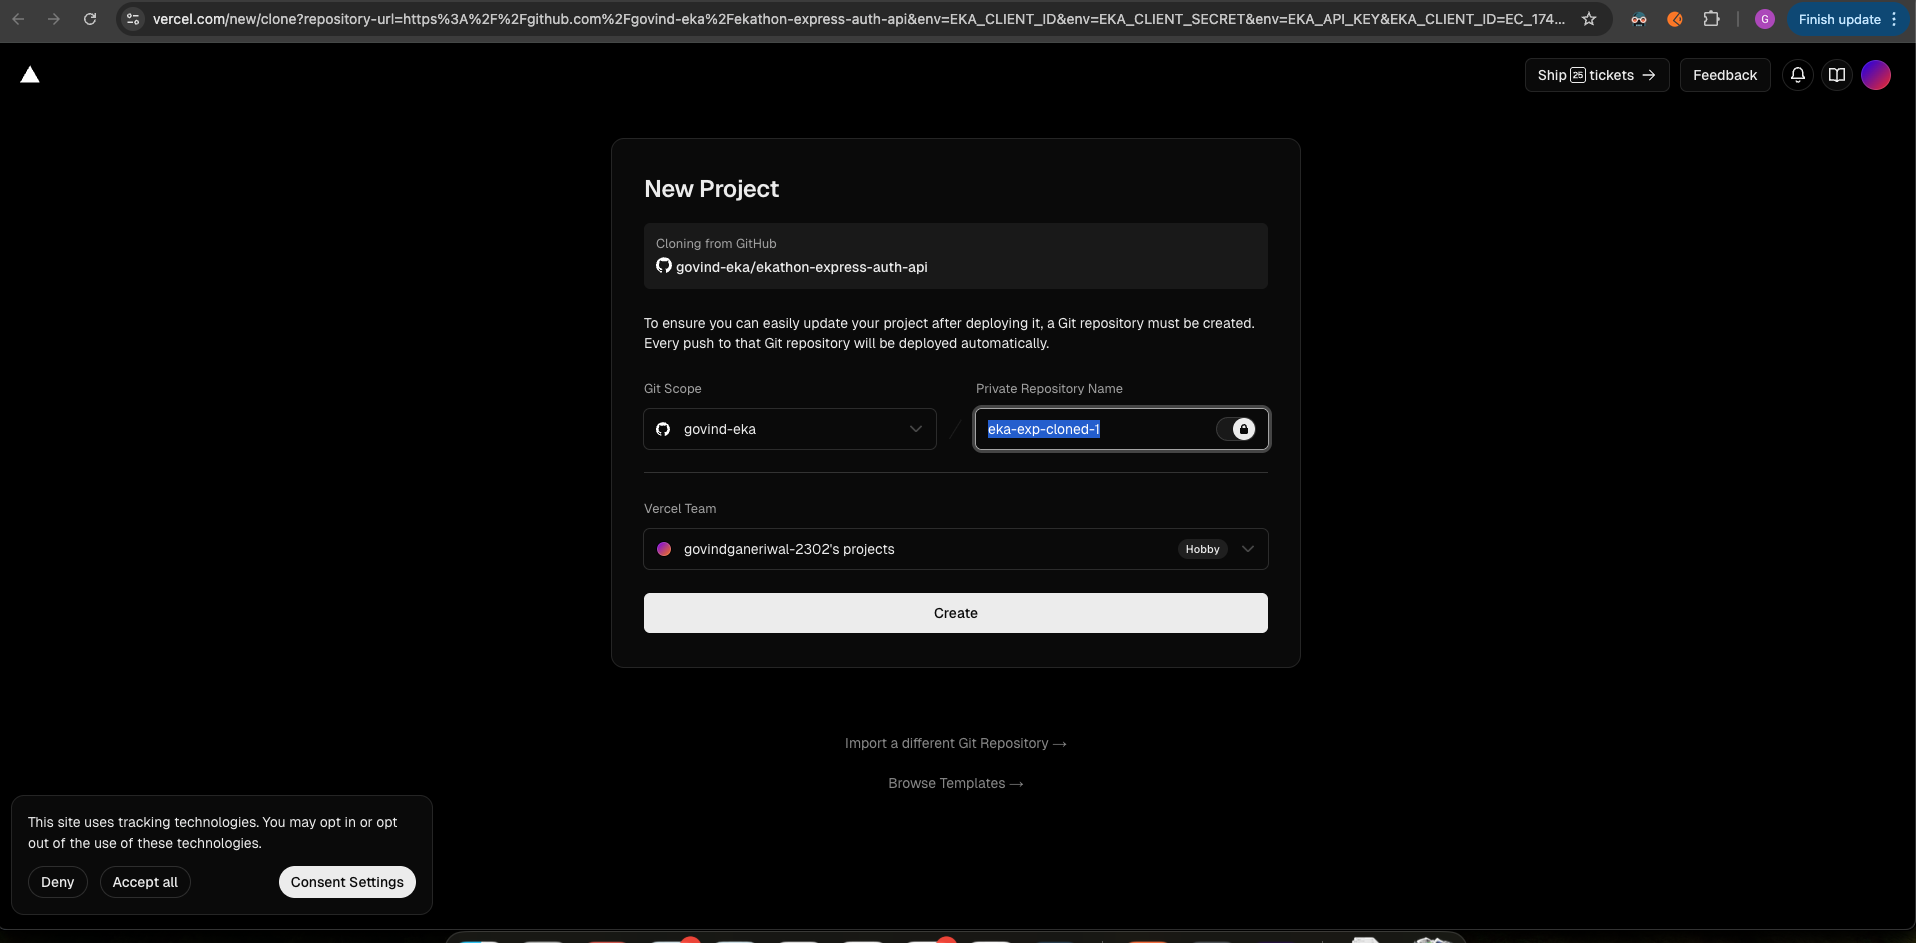 vercel.com/new/clone?repository-url=https%3A%2F%2Fgithub.com%2Fgovind-eka%2Fekathon-express-auth-api&env=EKA_CLIENT_ID&env=EKA_CLIENT_SECRET&env=EKA_API_KEY&EKA_CLIENT_ID=EC_174...
G
Finish update
Ship 25 tickets →
Feedback
New Project
Cloning from GitHub
govind-eka/ekathon-express-auth-api
To ensure you can easily update your project after deploying it, a Git repository must be created.
Every push to that Git repository will be deployed automatically.
Git Scope
Private Repository Name
govind-eka
eka-exp-cloned-1
Vercel Team
govindganeriwal-2302's projects
Hobby
Create
Import a different Git Repository →
Browse Templates →
This site uses tracking technologies. You may opt in or opt
out of the use of these technologies.
Deny
Accept all
Consent Settings